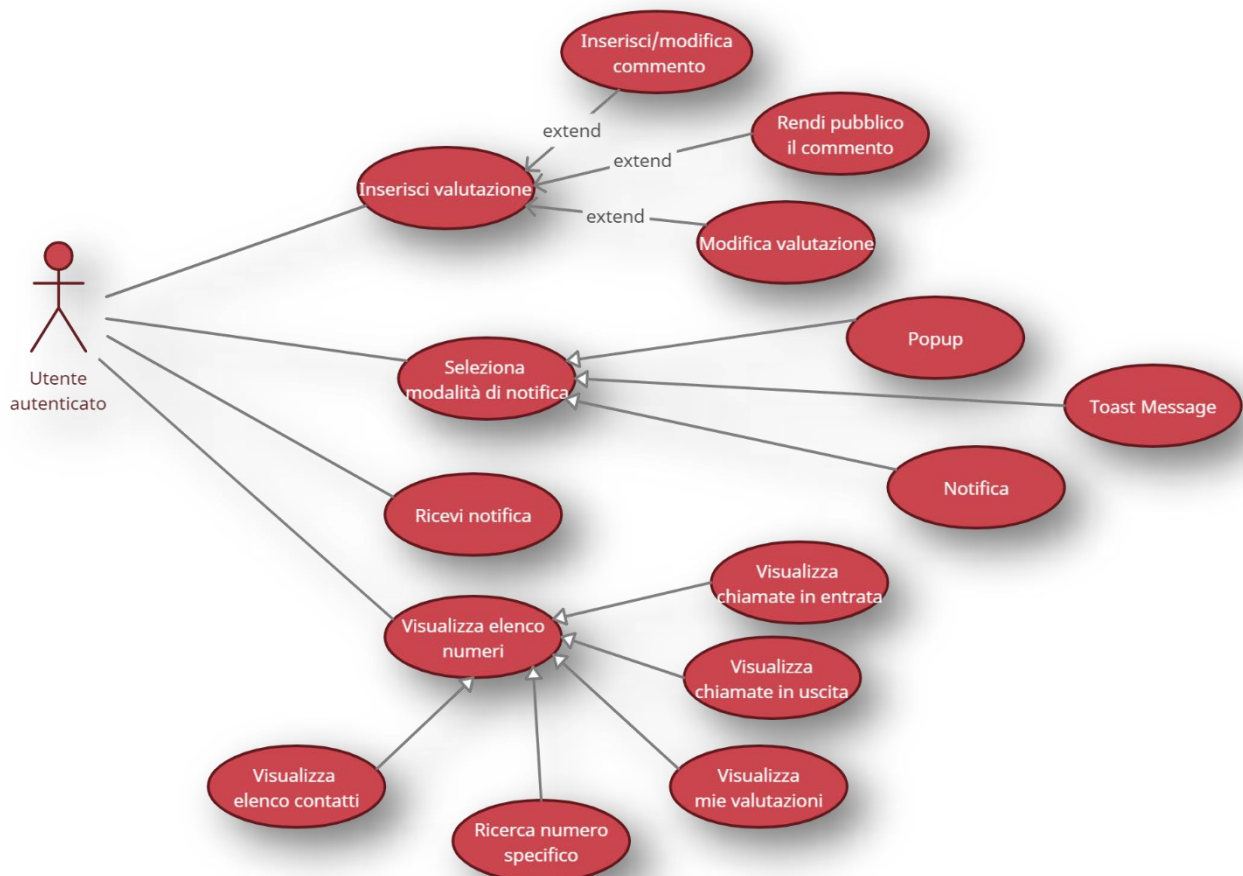 Inserisci/modifica
commento
extend
Rendi pubblico
il commento
extend
Inserisci valutazione
extend
Modifica valutazione
Utente
autenticato
Popup
Seleziona
modalità di notifica
Toast Message
Notifica
Ricevi notifica
Visualizza
chiamate in entrata
Visualizza elenco
numeri
Visualizza
chiamate in uscita
Visualizza
elenco contatti
Visualizza
mie valutazioni
Ricerca numero
specifico